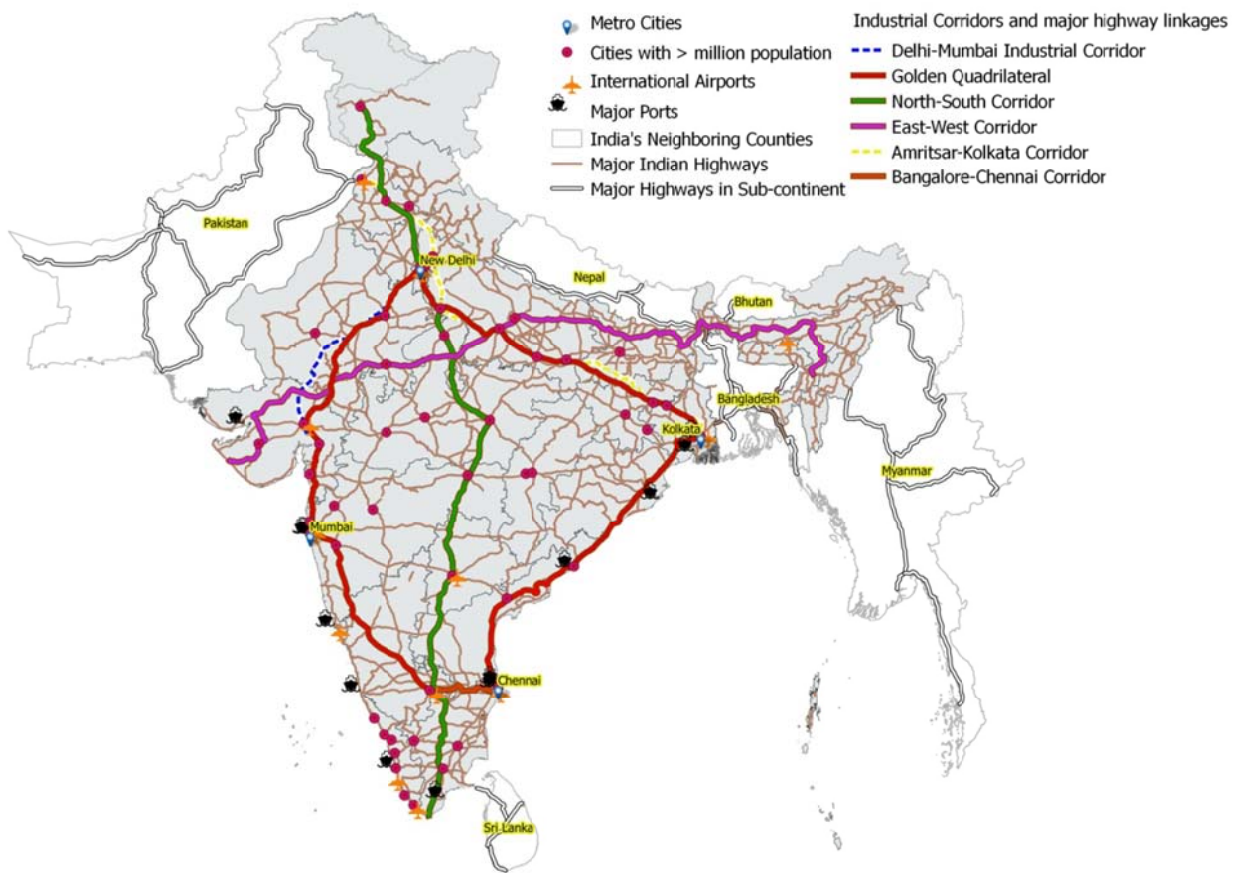 Metro Cities
Cities with > million population
International Airports
Major Ports
India's Neighboring Counties
Major Indian Highways
Major Highways in Sub-continent
Industrial Corridors and major highway linkages
Delhi-Mumbai Industrial Corridor
Golden Quadrilateral
North-South Corridor
East-West Corridor
Amritsar-Kolkata Corridor
Bangalore-Chennai Corridor
Pakistan
New Delhi
Nepal
Bhutan
Bangladesh
Kolkata
Myanmar
Mumbai
Chennai
Sri Lanka